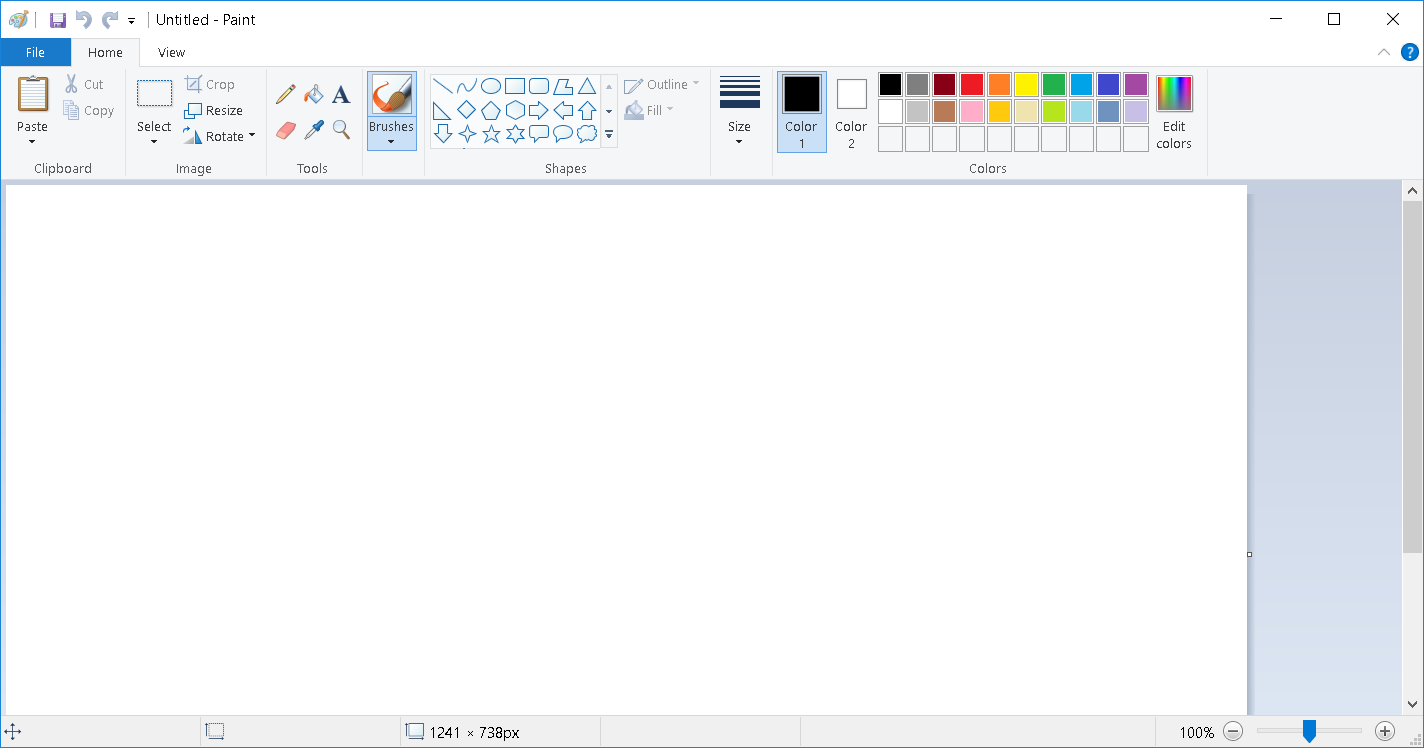 Untitled - Paint
File Home View
Paste
Cut
Copy
Clipboard
Select
Crop
Resize
Rotate
Image
A
Tools
Brushes
Shapes
Outline
Fill
Size
Color
1
Color
2
Edit
colors
Colors
?
1241 × 738px
100%